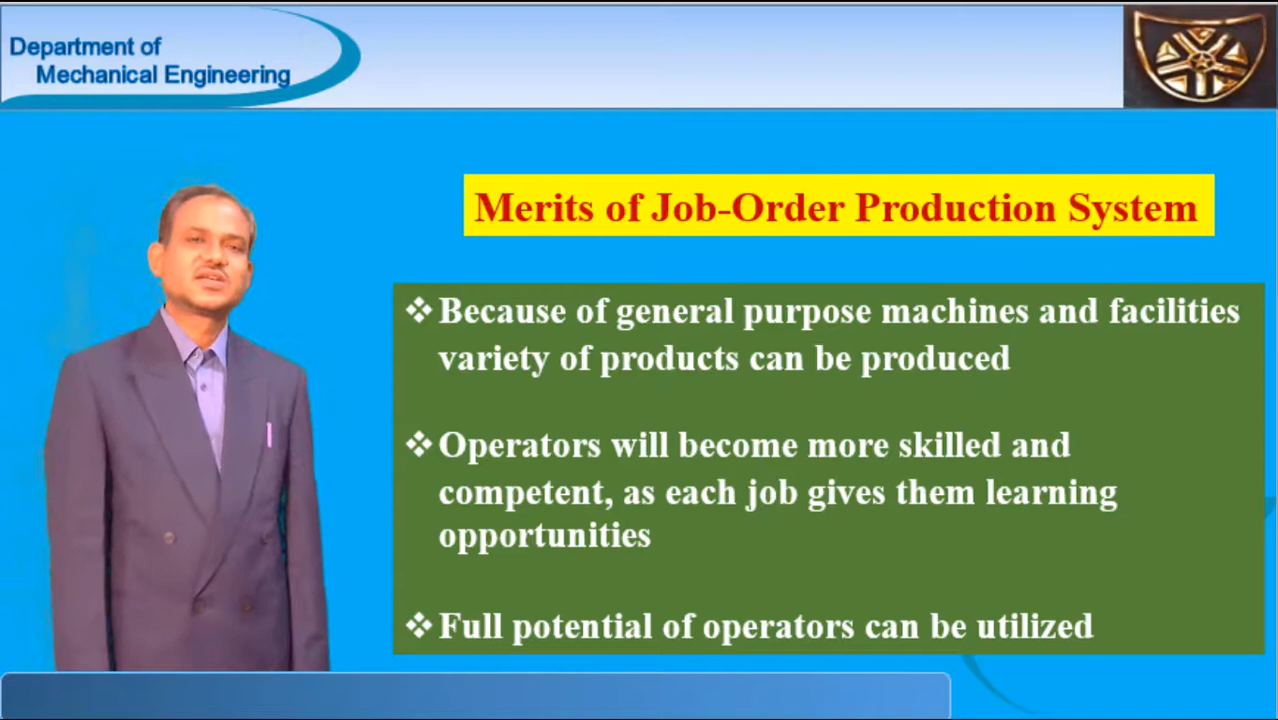 Department of
Mechanical Engineering
Merits of Job-Order Production System
❖Because of general purpose machines and facilities
variety of products can be produced
❖Operators will become more skilled and
competent, as each job gives them learning
opportunities
❖Full potential of operators can be utilized